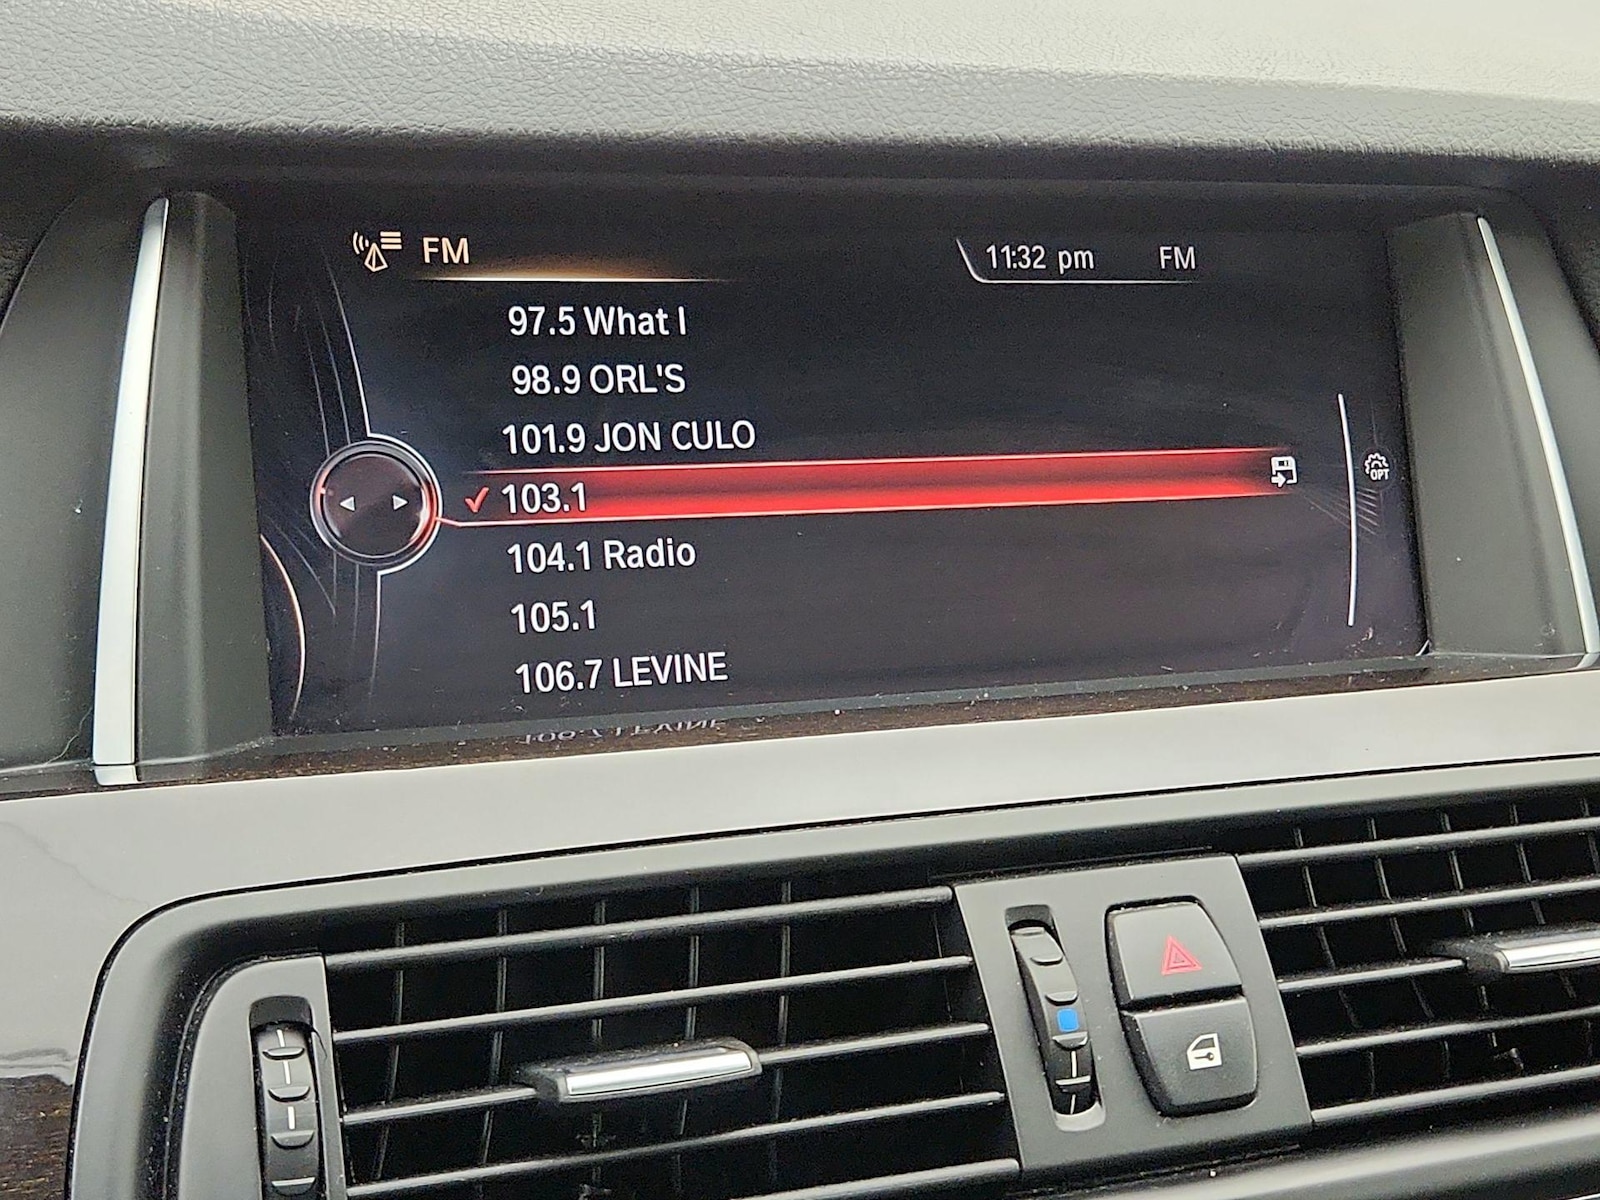 FM
11:32 pm FM
97.5 What I
98.9 ORL'S
101.9 JON CULO
103.1
OPT
104.1 Radio
105.1
106.7 LEVINE